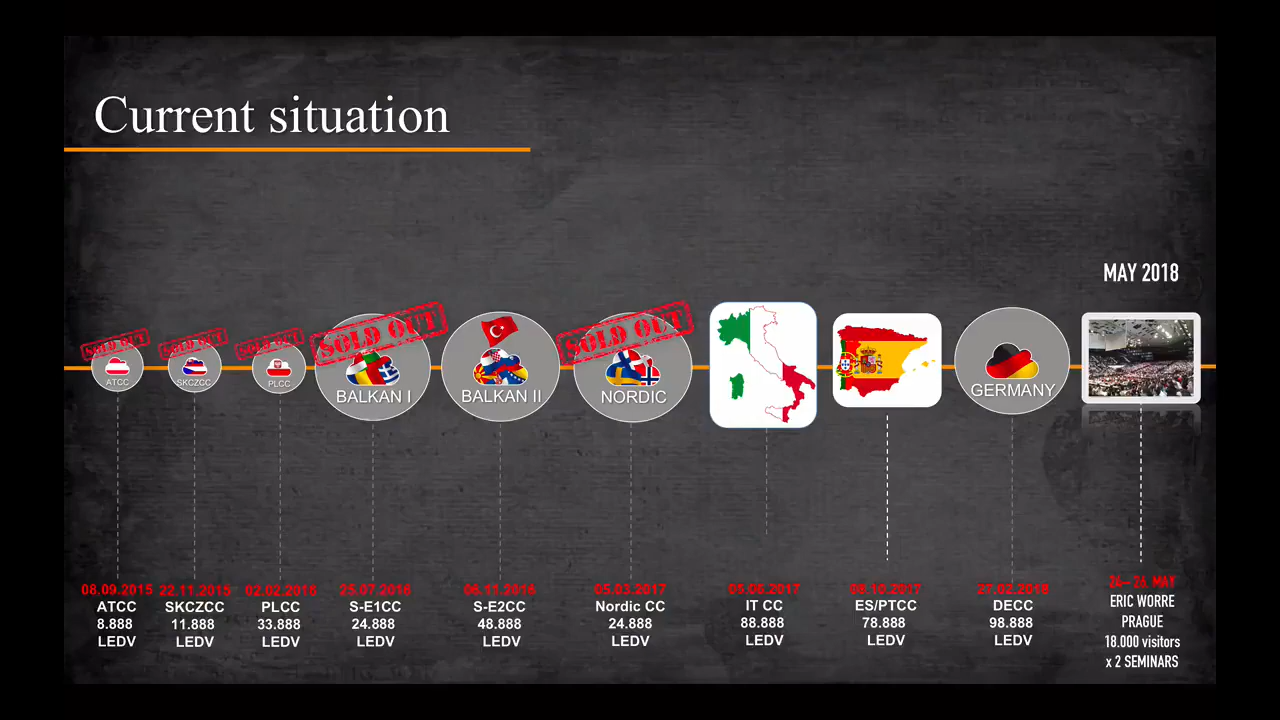 Current situation
MAY 2018
SOLD OUT
SOLD OUT
SOLD OUT
SOLD OUT
SOLD OUT
ATCC
SKCZCC
PLCC
BALKAN I
BALKAN II
NORDIC
GERMANY
08.09.2015
ATCC
8.888
LEDV
22.11.2015
SKCZCC
11.888
LEDV
02.02.2016
PLCC
33.888
LEDV
25.07.2016
S-E1CC
24.888
LEDV
06.11.2016
S-E2CC
48.888
LEDV
05.03.2017
Nordic CC
24.888
LEDV
05.06.2017
IT CC
88.888
LEDV
08.10.2017
ES/PTCC
78.888
LEDV
27.02.2018
DECC
98.888
LEDV
24– 26. MAY
ERIC WORRE
PRAGUE
18.000 visitors
x 2 SEMINARS